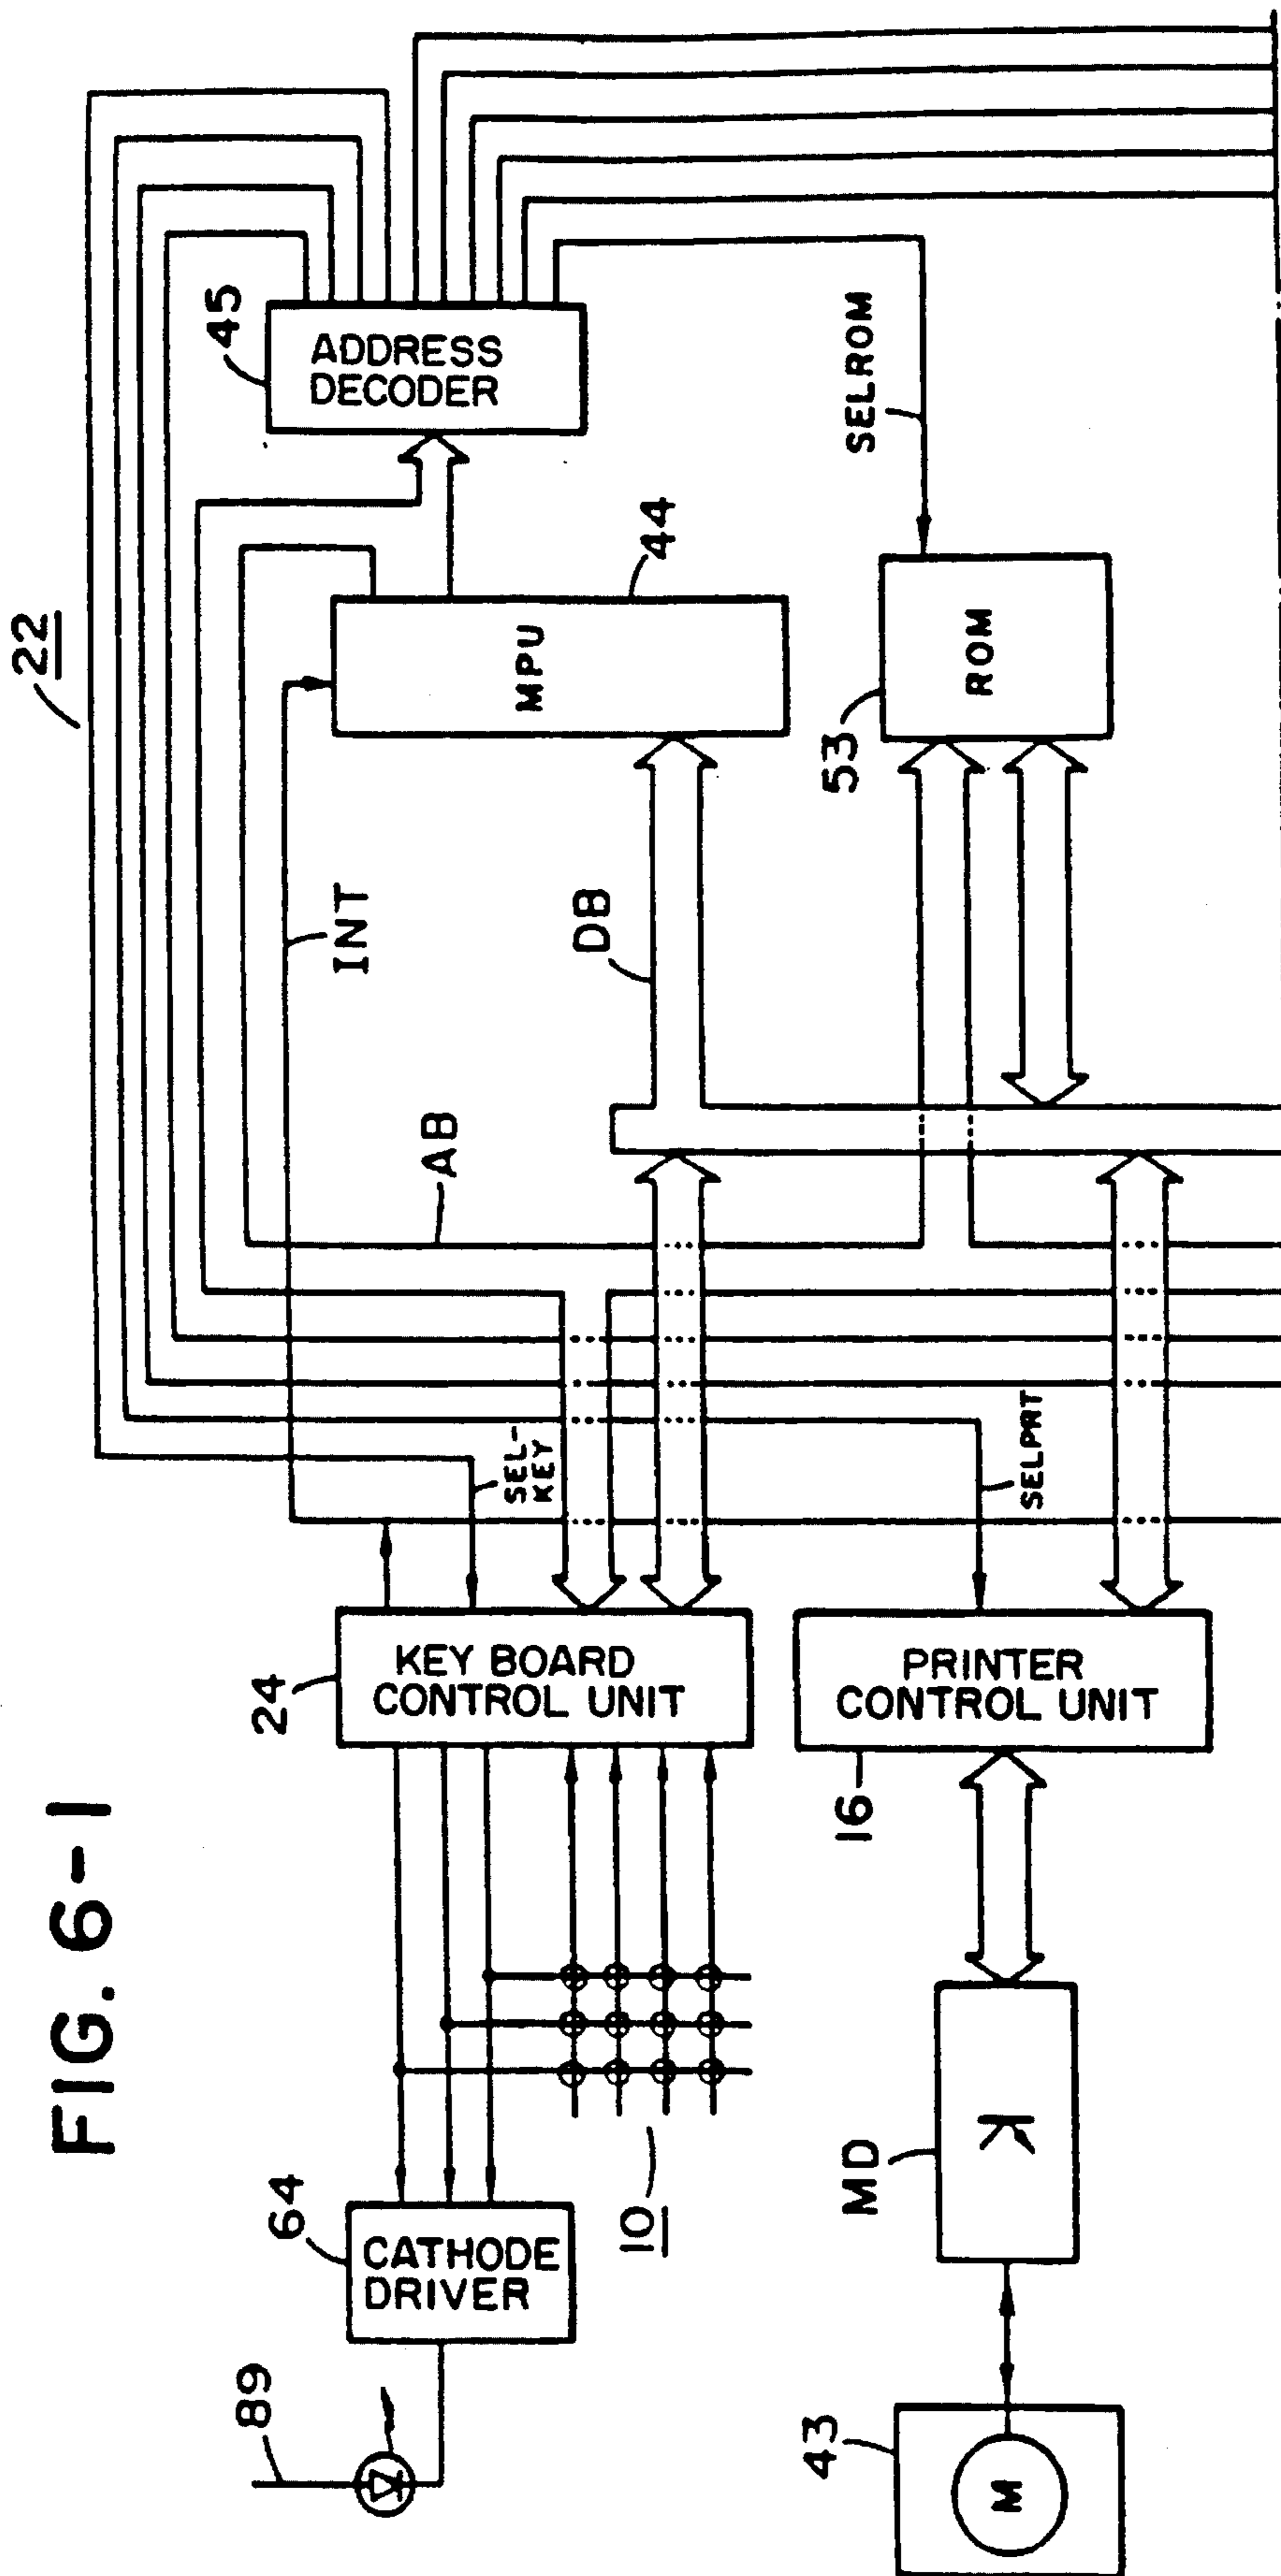 FIG. 6-1
22
45
ADDRESS
DECODER
44
MPU
INT
SELROM
53
ROM
DB
AB
SEL-
KEY
SELPRT
24
KEY BOARD
CONTROL UNIT
PRINTER
CONTROL UNIT
16
64
CATHODE
DRIVER
10
89
MD
43
M